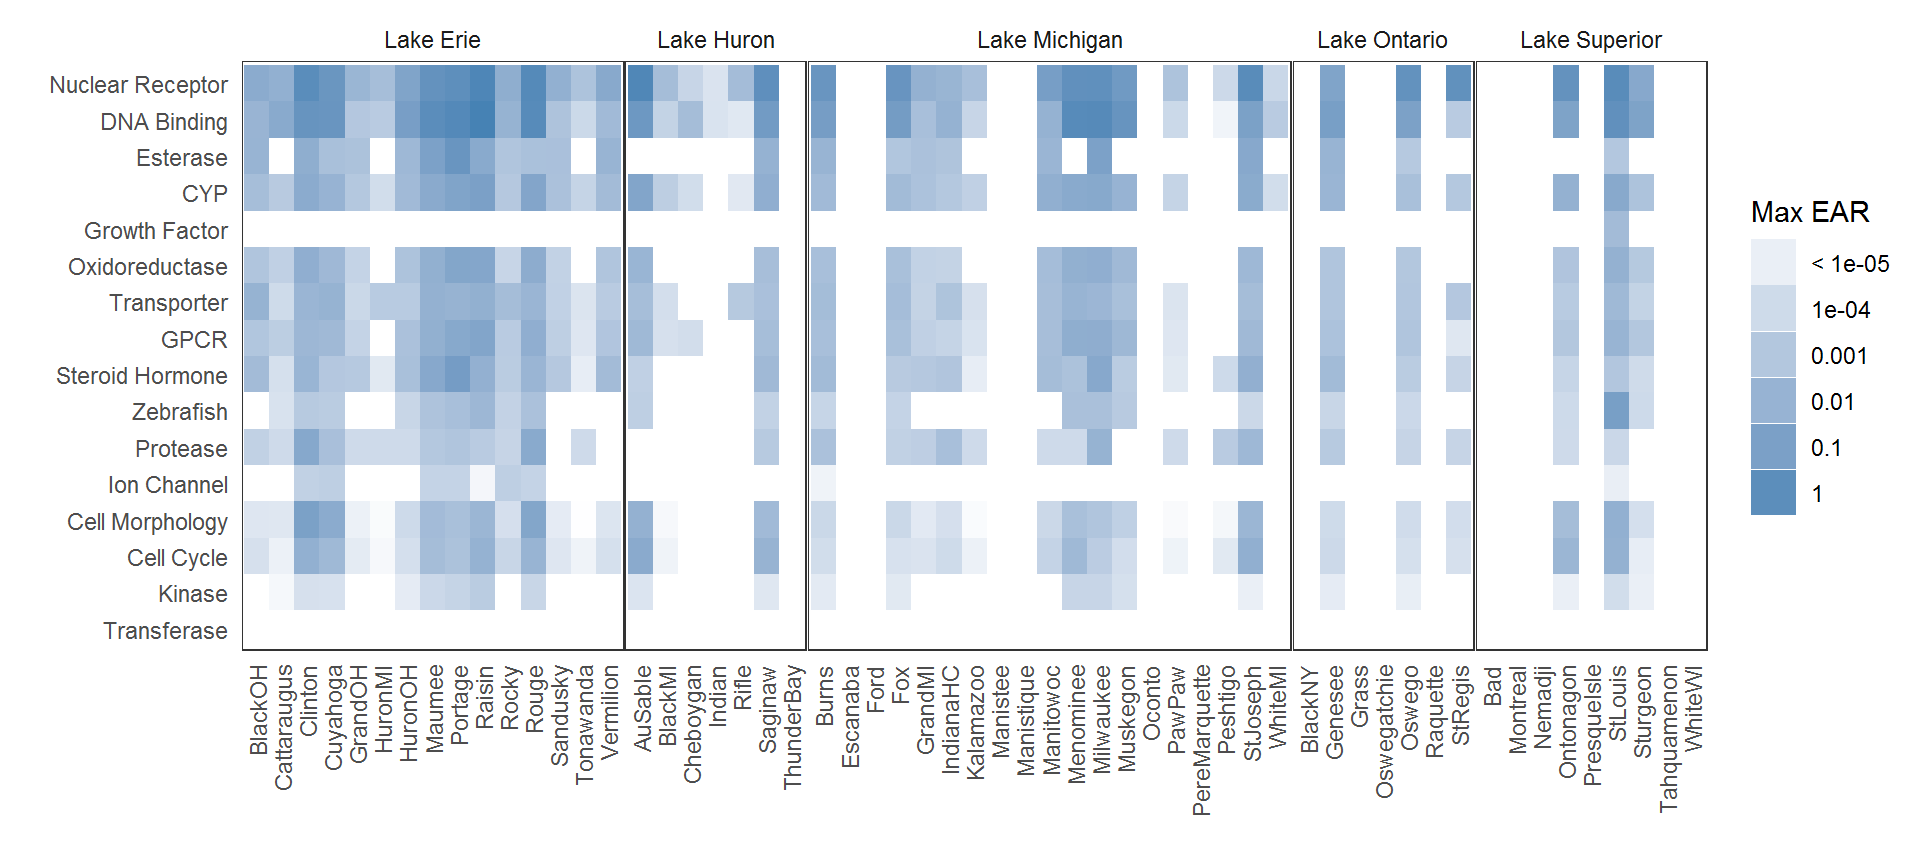 Lake Erie
Lake Huron
Lake Michigan
Lake Ontario
Lake Superior
Nuclear Receptor
DNA Binding
Esterase
CYP
Growth Factor
Oxidoreductase
Transporter
GPCR
Steroid Hormone
Zebrafish
Protease
Ion Channel
Cell Morphology
Cell Cycle
Kinase
Transferase
BlackOH
Cattaraugus
Clinton
Cuyahoga
GrandOH
HuronMI
HuronOH
Maumee
Portage
Raisin
Rocky
Rouge
Sandusky
Tonawanda
Vermilion
AuSable
BlackMI
Cheboygan
Indian
Rifle
Saginaw
ThunderBay
Burns
Escanaba
Ford
Fox
GrandMI
IndianaHC
Kalamazoo
Manistee
Manistique
Manitowoc
Menominee
Milwaukee
Muskegon
Oconto
PawPaw
PereMarquette
Peshtigo
StJoseph
WhiteMI
BlackNY
Genesee
Grass
Oswegatchie
Oswego
Raquette
StRegis
Bad
Montreal
Nemadji
Ontonagon
PresqueIsle
StLouis
Sturgeon
Tahquamenon
WhiteWI
Max EAR
< 1e-05
1e-04
0.001
0.01
0.1
1